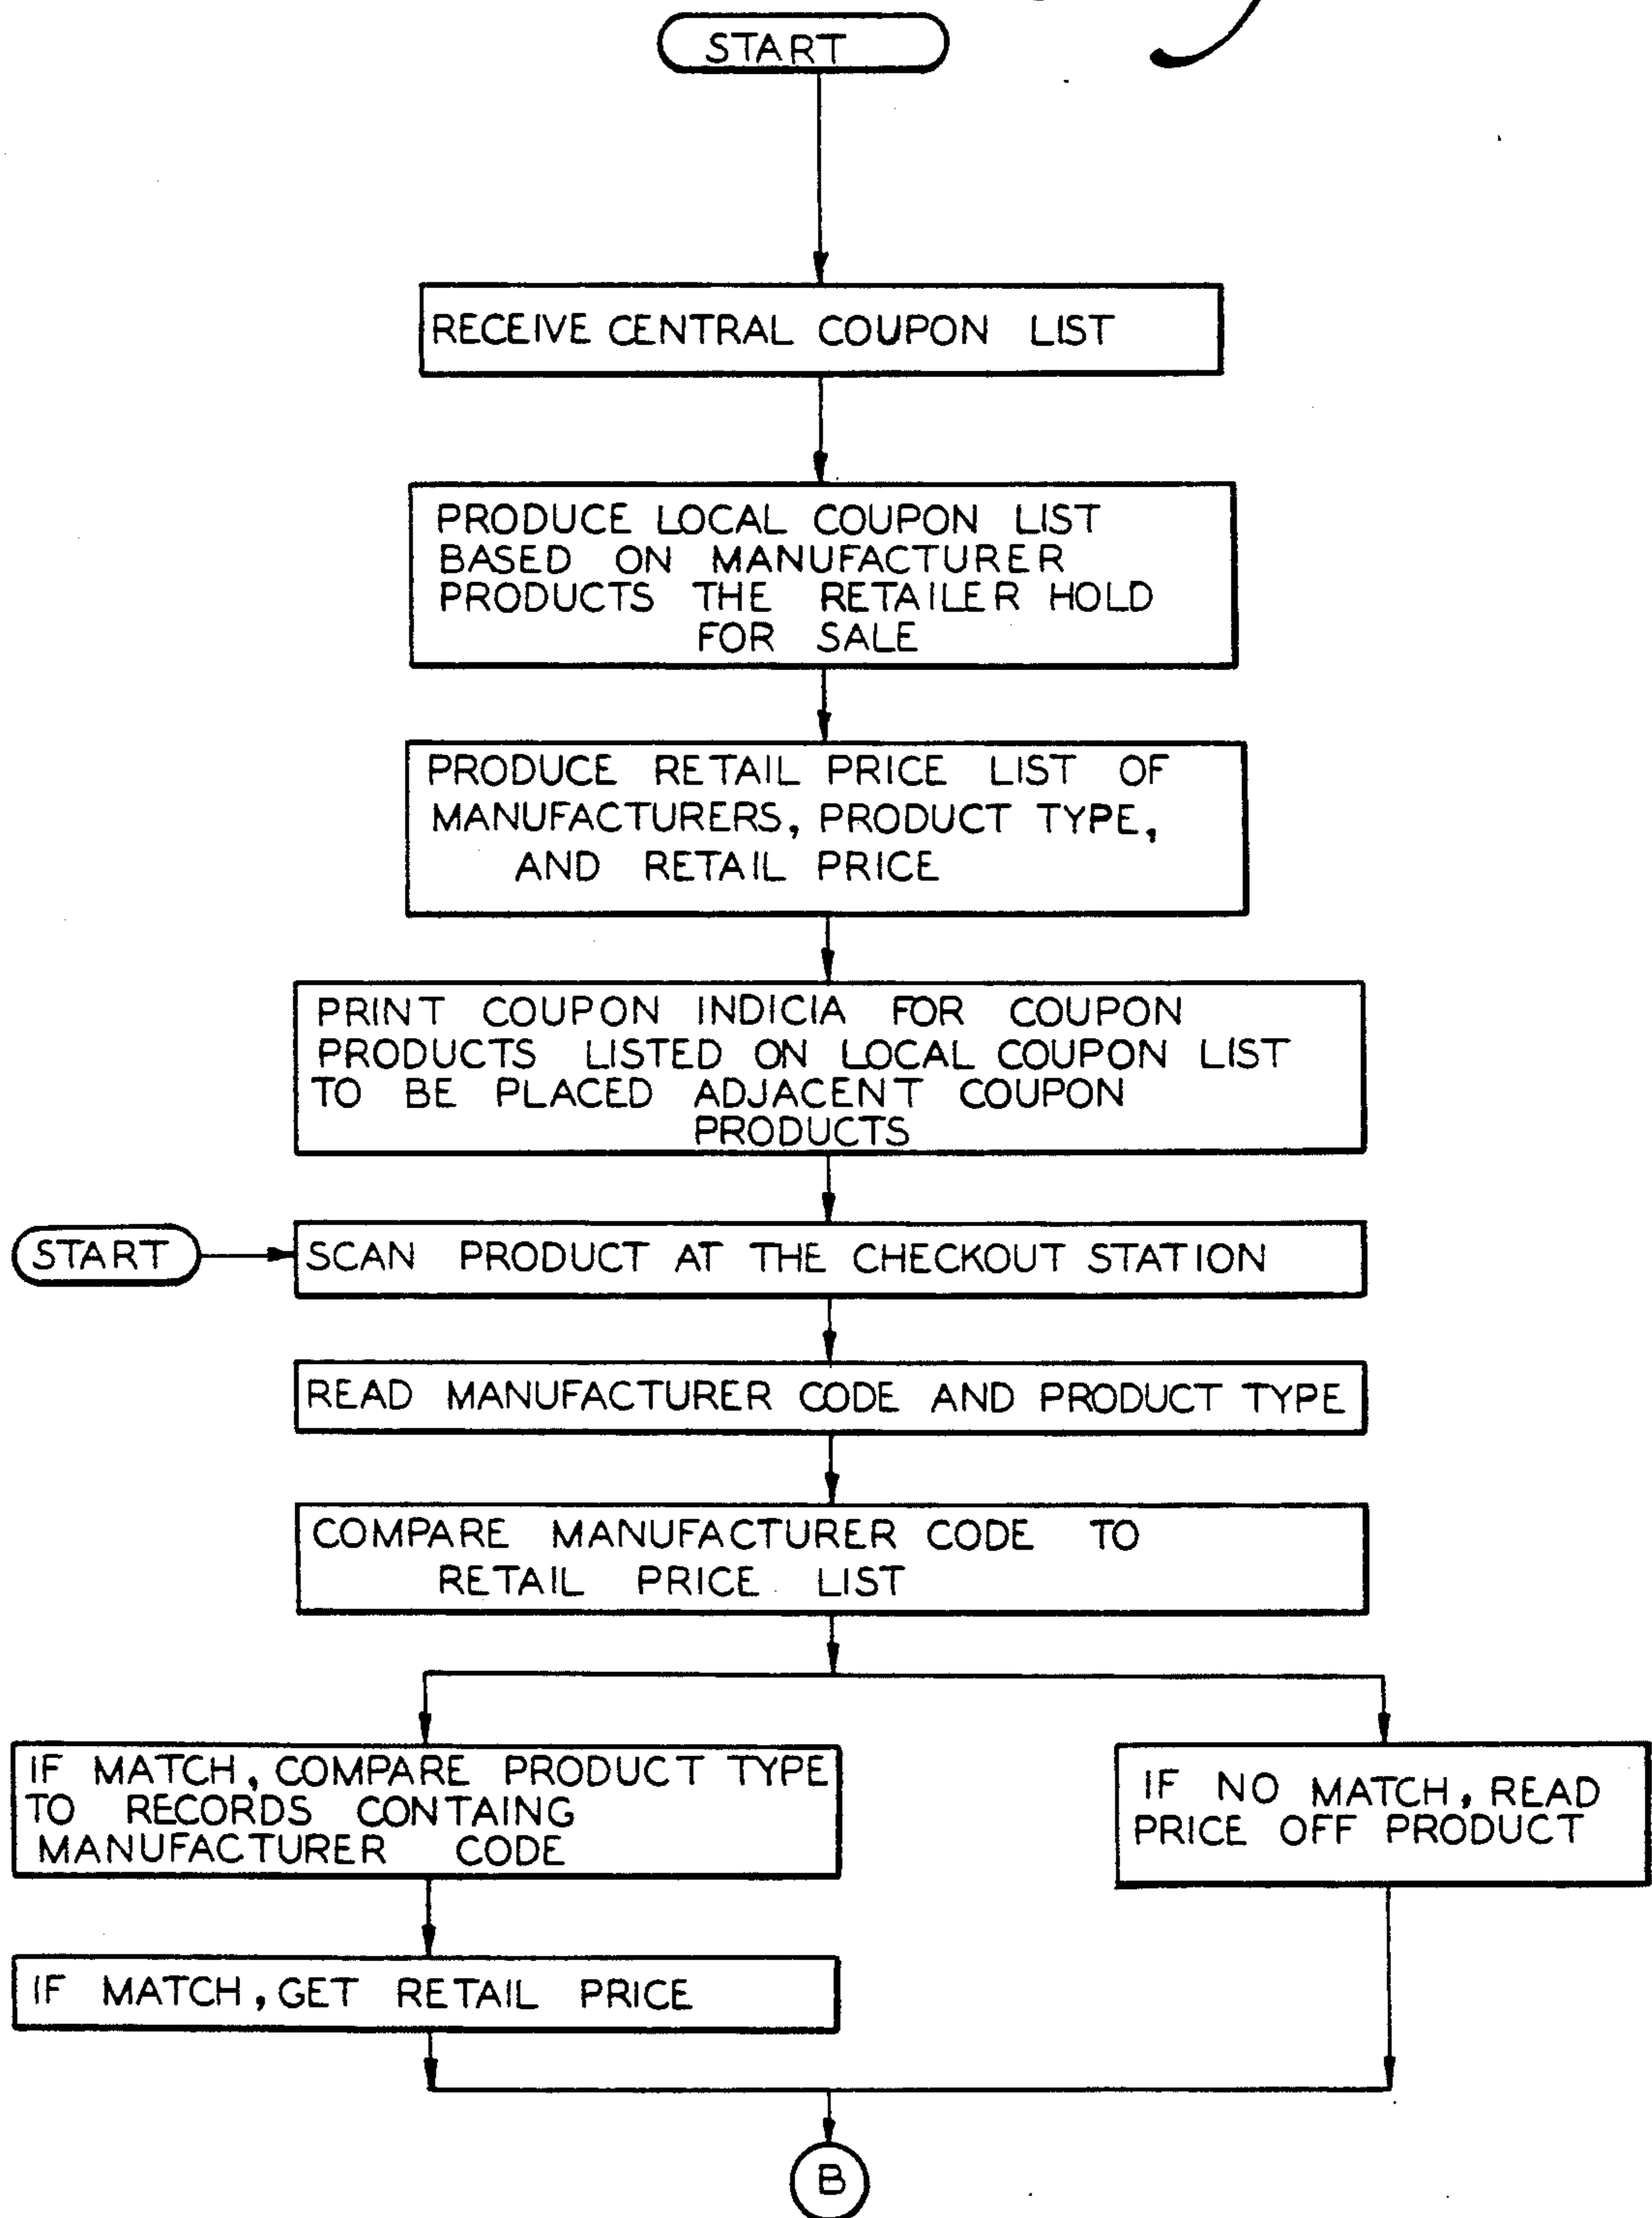 START
RECEIVE CENTRAL COUPON LIST
PRODUCE LOCAL COUPON LIST
BASED ON MANUFACTURER
PRODUCTS THE RETAILER HOLD
FOR SALE
PRODUCE RETAIL PRICE LIST OF
MANUFACTURERS, PRODUCT TYPE,
AND RETAIL PRICE
PRINT COUPON INDICIA FOR COUPON
PRODUCTS LISTED ON LOCAL COUPON LIST
TO BE PLACED ADJACENT COUPON
PRODUCTS
START
SCAN PRODUCT AT THE CHECKOUT STATION
READ MANUFACTURER CODE AND PRODUCT TYPE
COMPARE MANUFACTURER CODE TO
RETAIL PRICE LIST
IF MATCH, COMPARE PRODUCT TYPE
TO RECORDS CONTAING
MANUFACTURER CODE
IF NO MATCH, READ
PRICE OFF PRODUCT
IF MATCH, GET RETAIL PRICE
B